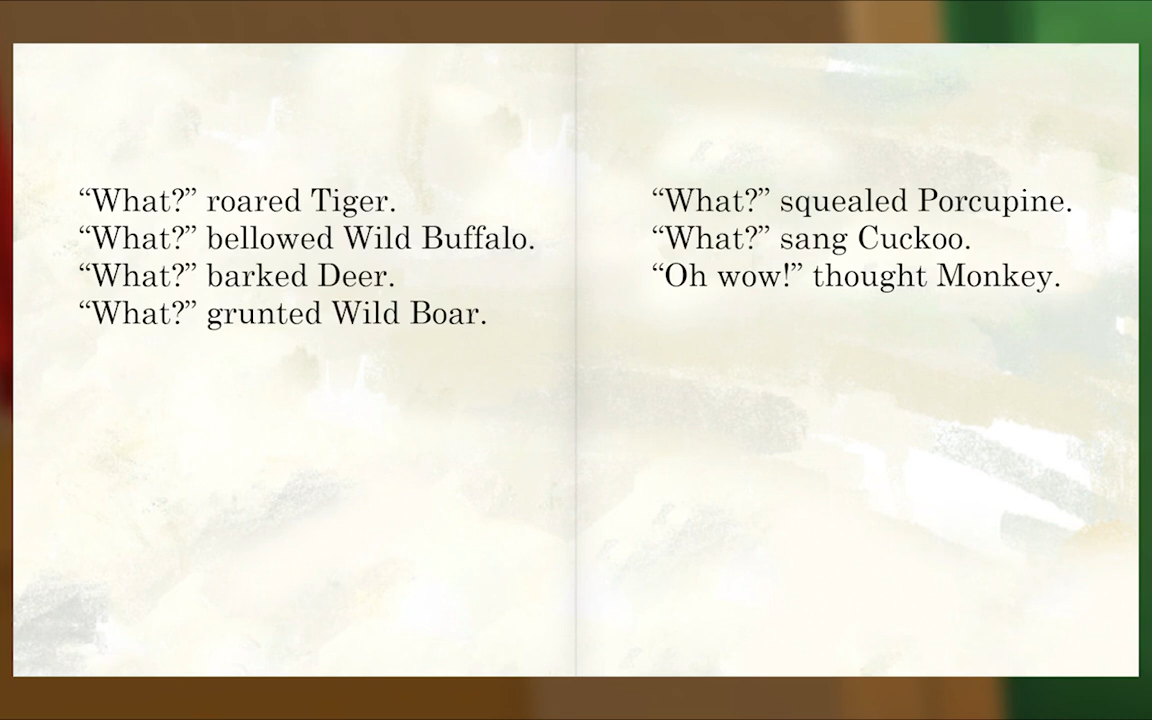 “What?” roared Tiger.
“What?” bellowed Wild Buffalo.
“What?” barked Deer.
“What?” grunted Wild Boar.
“What?” squealed Porcupine.
“What?” sang Cuckoo.
“Oh wow!” thought Monkey.